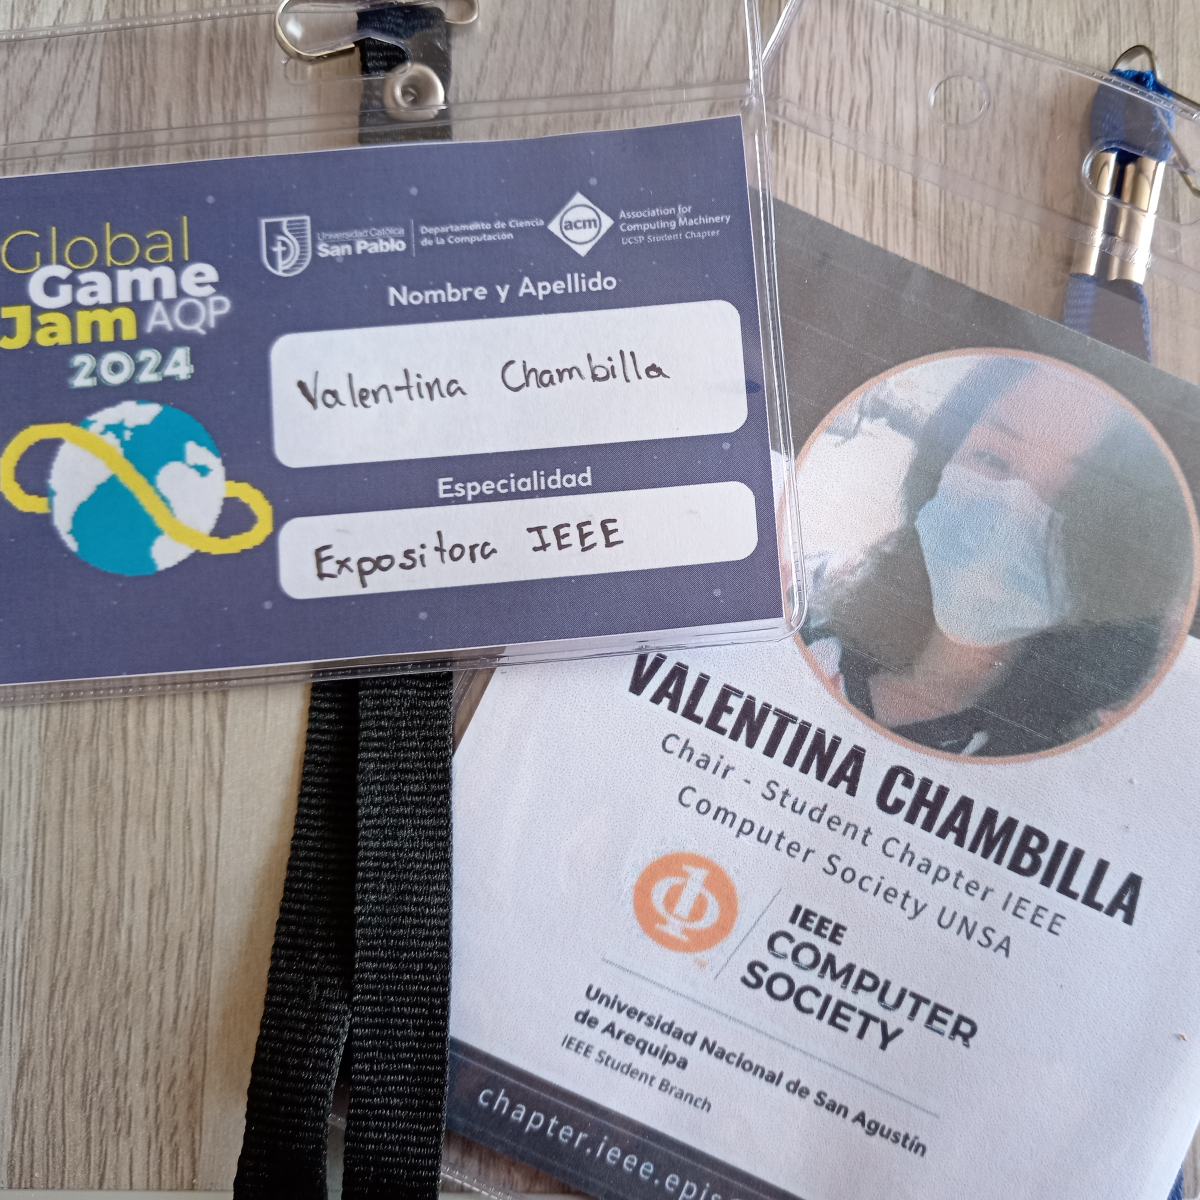 Global
Game
Jam AQP
2024
Universidad Católica
San Pablo
Departamento de Ciencia
de la Computación
acm
Association for
Computing Machinery
UCSP Student Chapter
Nombre y Apellido
Valentina Chambilla
Especialidad
Expositora IEEE
VALENTINA CHAMBILLA
Chair - Student Chapter IEEE
Computer Society UNSA
IEEE
COMPUTER
SOCIETY
Universidad Nacional de San Agustín
de Arequipa
IEEE Student Branch
chapter.ieee.epis